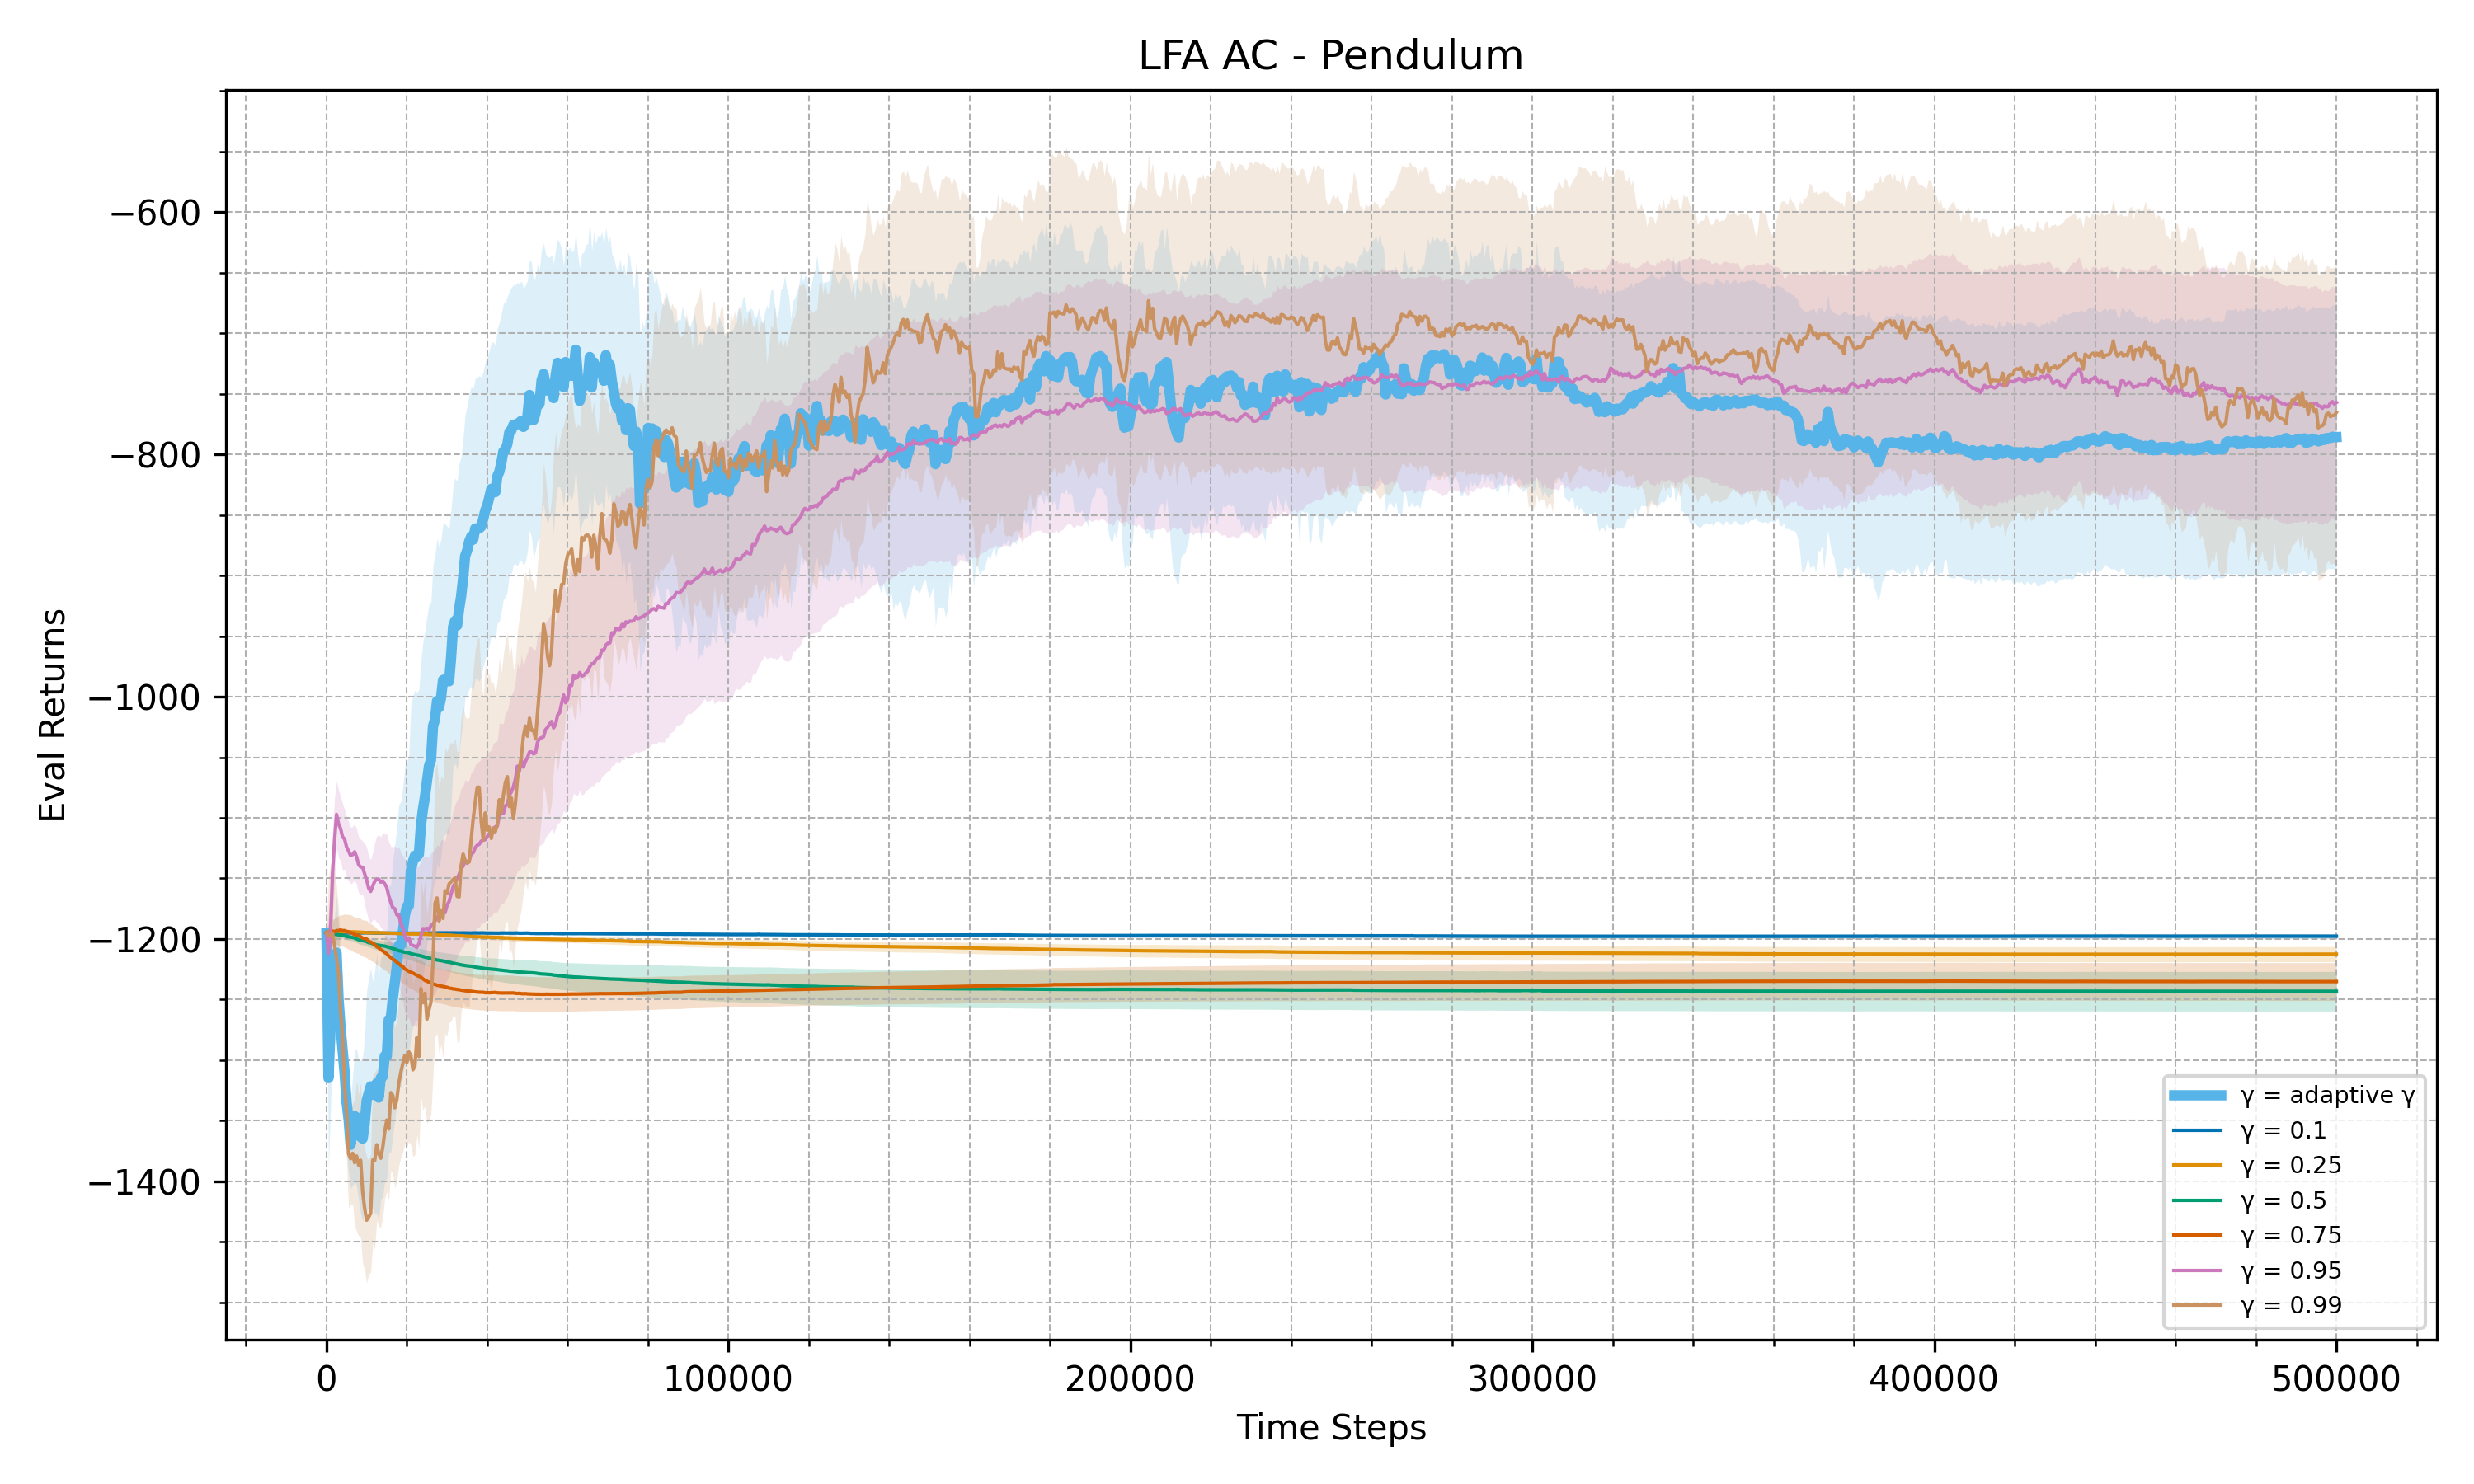 LFA AC - Pendulum
Eval Returns
−600
−800
−1000
−1200
−1400
0
100000
200000
300000
400000
500000
Time Steps
γ = adaptive γ
γ = 0.1
γ = 0.25
γ = 0.5
γ = 0.75
γ = 0.95
γ = 0.99